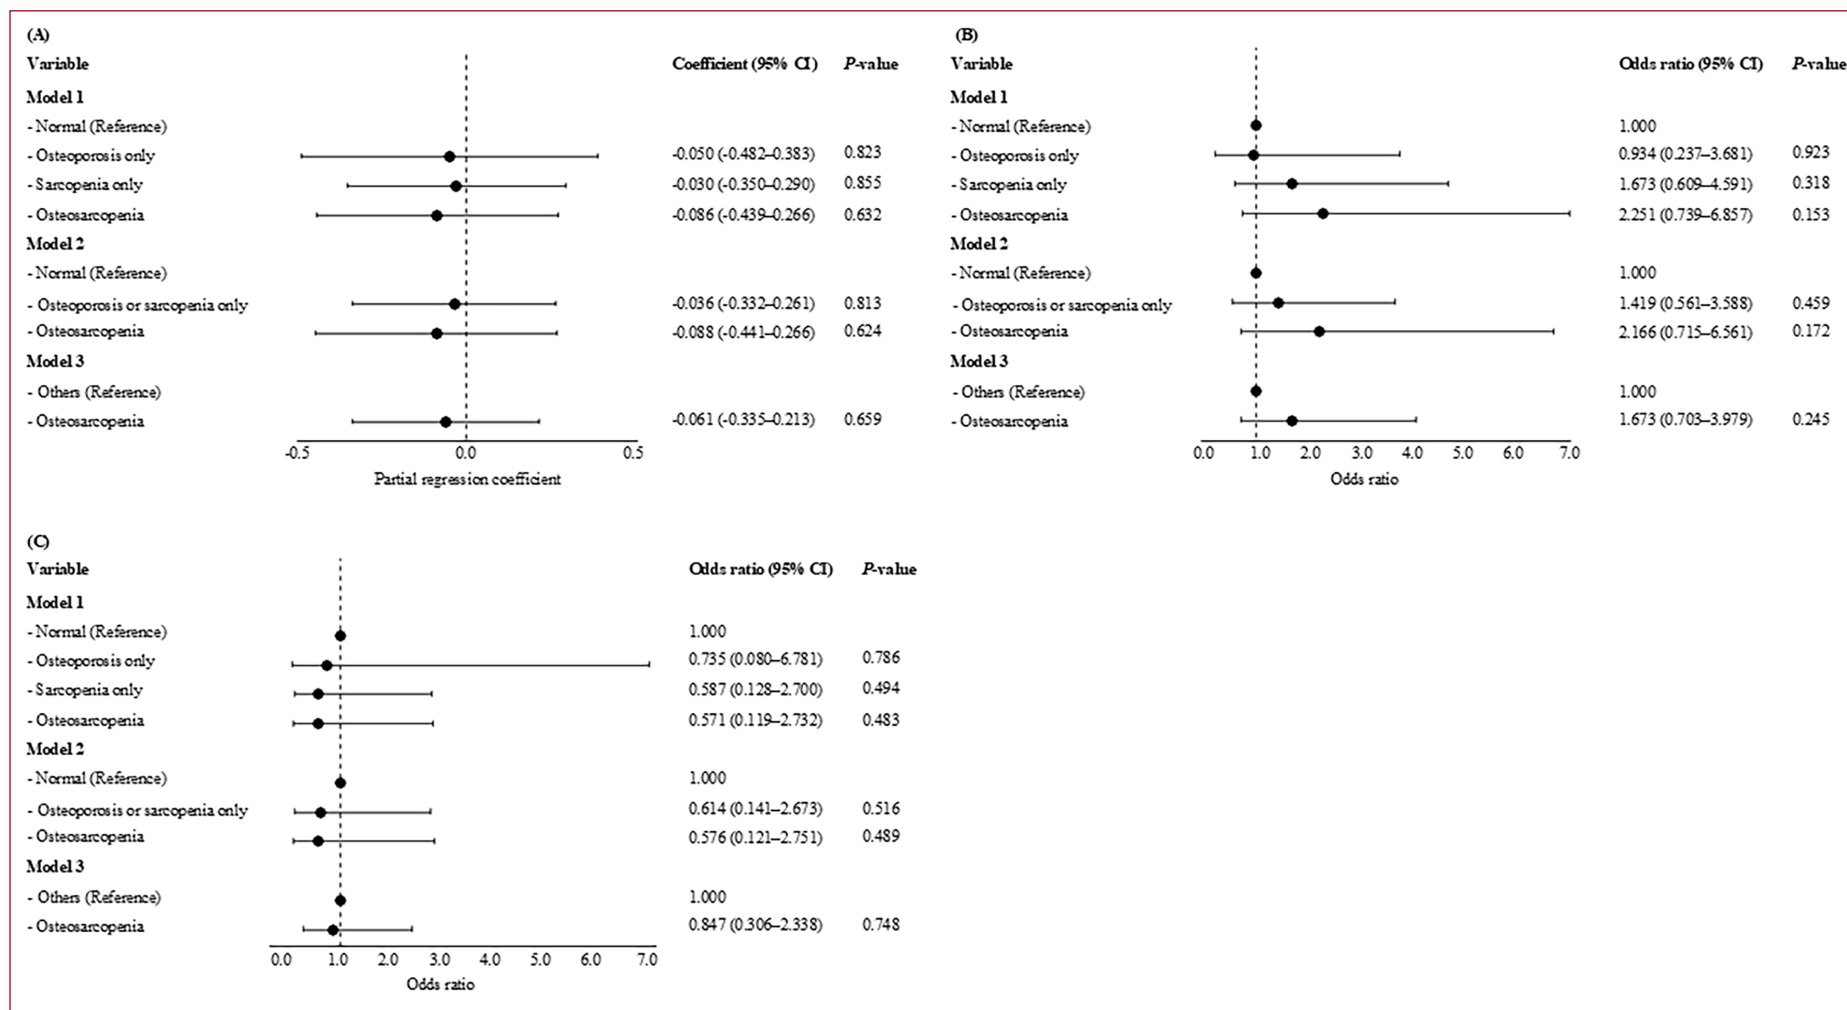 (A)
Variable Coefficient (95% CI) P-value
Model 1
- Normal (Reference)
- Osteoporosis only -0.050 (-0.482–0.383) 0.823
- Sarcopenia only -0.030 (-0.350–0.290) 0.855
- Osteosarcopenia -0.086 (-0.439–0.266) 0.632
Model 2
- Normal (Reference)
- Osteoporosis or sarcopenia only -0.036 (-0.332–0.261) 0.813
- Osteosarcopenia -0.088 (-0.441–0.266) 0.624
Model 3
- Others (Reference)
- Osteosarcopenia -0.061 (-0.335–0.213) 0.659
-0.5 0.0 0.5
Partial regression coefficient
(B)
Variable Odds ratio (95% CI) P-value
Model 1
- Normal (Reference) 1.000
- Osteoporosis only 0.934 (0.237–3.681) 0.923
- Sarcopenia only 1.673 (0.609–4.591) 0.318
- Osteosarcopenia 2.251 (0.739–6.857) 0.153
Model 2
- Normal (Reference) 1.000
- Osteoporosis or sarcopenia only 1.419 (0.561–3.588) 0.459
- Osteosarcopenia 2.166 (0.715–6.561) 0.172
Model 3
- Others (Reference) 1.000
- Osteosarcopenia 1.673 (0.703–3.979) 0.245
0.0 1.0 2.0 3.0 4.0 5.0 6.0 7.0
Odds ratio
(C)
Variable Odds ratio (95% CI) P-value
Model 1
- Normal (Reference) 1.000
- Osteoporosis only 0.735 (0.080–6.781) 0.786
- Sarcopenia only 0.587 (0.128–2.700) 0.494
- Osteosarcopenia 0.571 (0.119–2.732) 0.483
Model 2
- Normal (Reference) 1.000
- Osteoporosis or sarcopenia only 0.614 (0.141–2.673) 0.516
- Osteosarcopenia 0.576 (0.121–2.751) 0.489
Model 3
- Others (Reference) 1.000
- Osteosarcopenia 0.847 (0.306–2.338) 0.748
0.0 1.0 2.0 3.0 4.0 5.0 6.0 7.0
Odds ratio